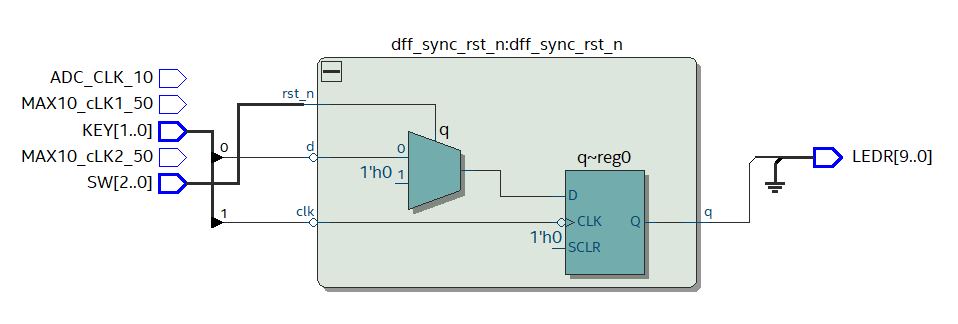 dff_sync_rst_n:dff_sync_rst_n
ADC_CLK_10
MAX10_cLK1_50
KEY[1..0]
MAX10_cLK2_50
SW[2..0]
rst_n
0
d
1
clk
q
0
1'h0
1
q~reg0
D
CLK
1'h0
SCLR
Q
q
LEDR[9..0]